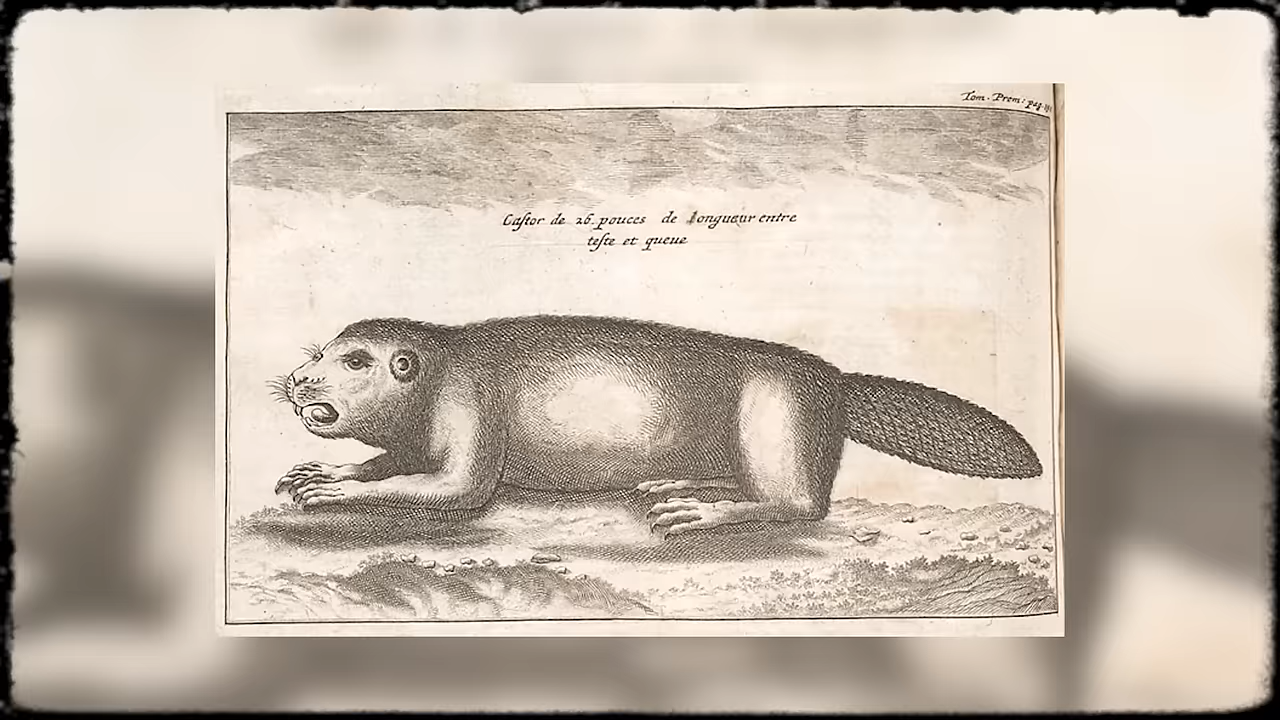 Tom. Prem: pag.
Castor de 26. pouces de longueur entre
teste et queue